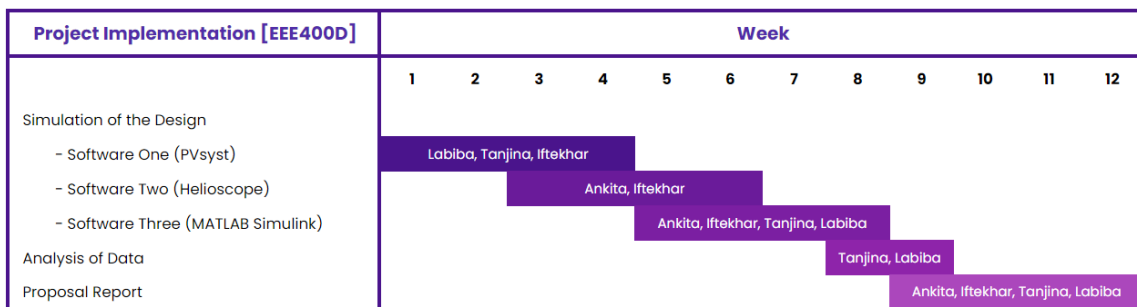 Project Implementation [EEE400D] Week
1 2 3 4 5 6 7 8 9 10 11 12
Simulation of the Design
- Software One (PVsyst) Labiba, Tanjina, Iftekhar
- Software Two (Helioscope) Ankita, Iftekhar
- Software Three (MATLAB Simulink) Ankita, Iftekhar, Tanjina, Labiba
Analysis of Data Tanjina, Labiba
Proposal Report Ankita, Iftekhar, Tanjina, Labiba